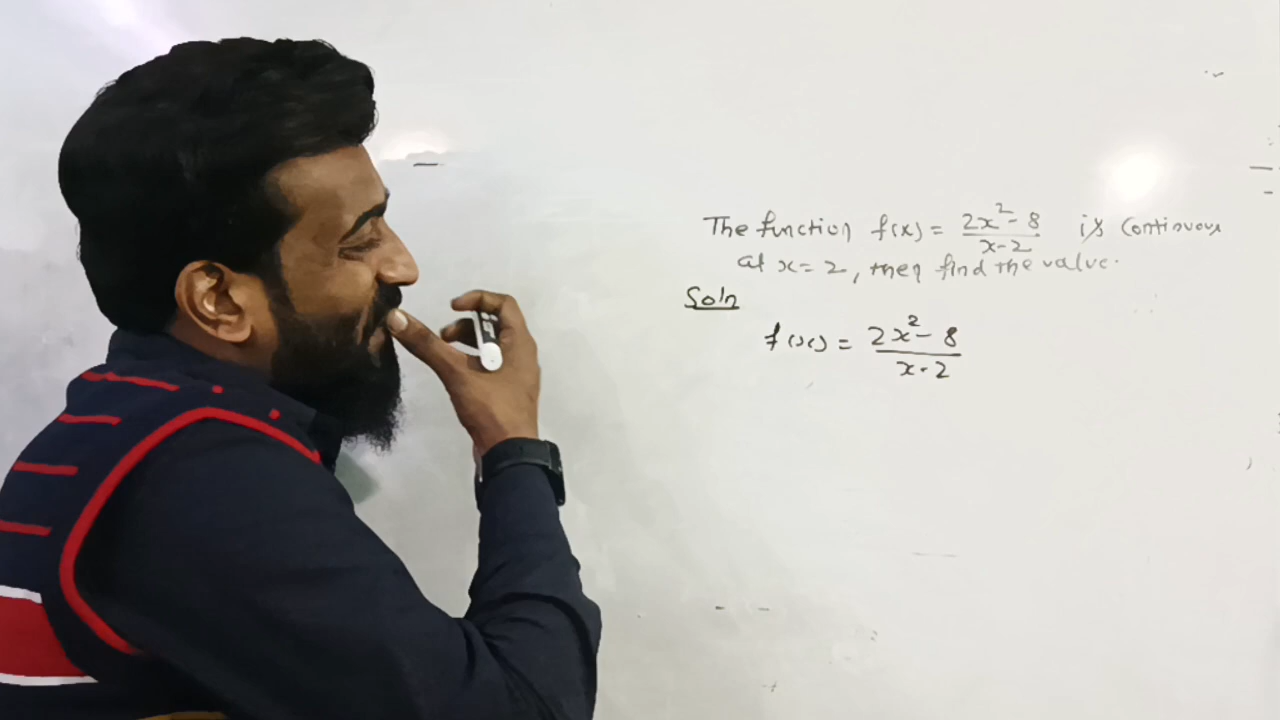 The function f(x) = 2x²-8 / x-2 is continuous
at x=2, then find the value.
Soln
f(x) = 2x²-8 / x-2